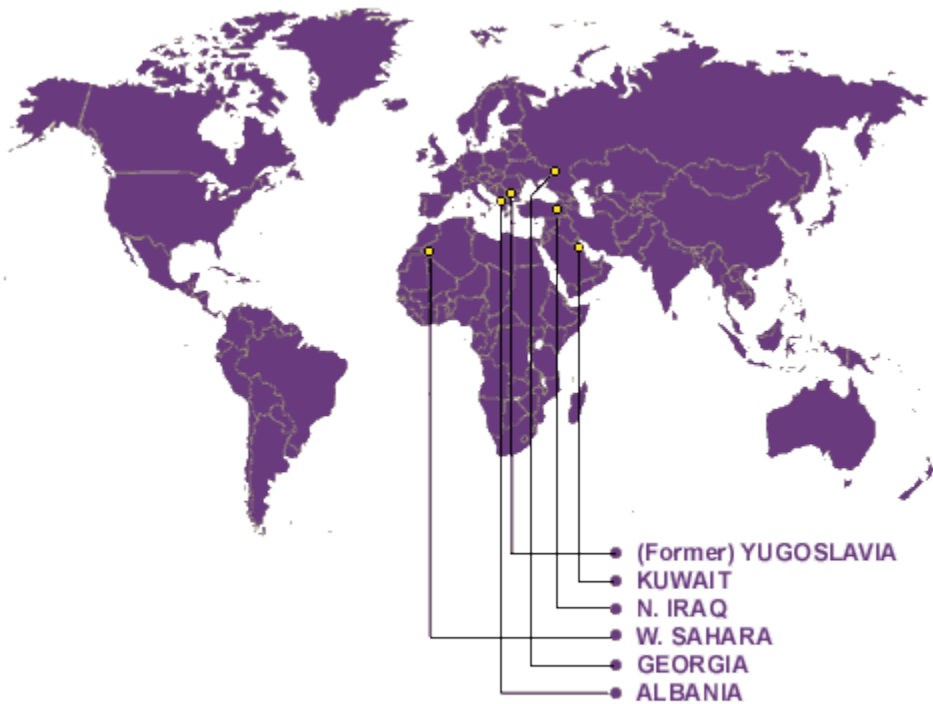 (Former) YUGOSLAVIA
KUWAIT
N. IRAQ
W. SAHARA
GEORGIA
ALBANIA